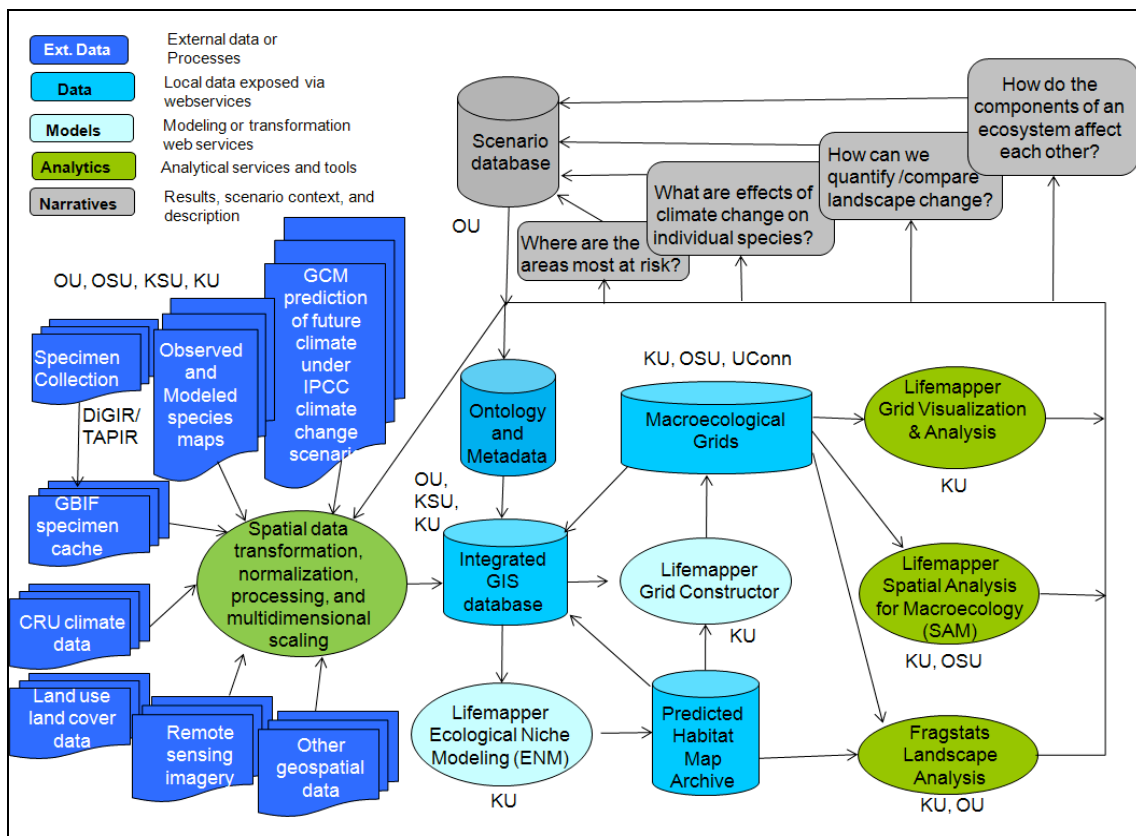 Ext. Data
External data or
Processes
Data
Local data exposed via
webservices
Models
Modeling or transformation
web services
Analytics
Analytical services and tools
Narratives
Results, scenario context, and
description
Scenario
database
OU
How do the
components of an
ecosystem affect
each other?
How can we
quantify /compare
landscape change?
What are effects of
climate change on
individual species?
Where are the
areas most at risk?
OU, OSU, KSU, KU
Specimen
Collection
DiGIR/
TAPIR
Observed
and
Modeled
species
maps
GCM
prediction
of future
climate
under
IPCC
climate
change
scenario
GBIF
specimen
cache
CRU climate
data
Land use
land cover
data
Remote
sensing
imagery
Other
geospatial
data
Spatial data
transformation,
normalization,
processing, and
multidimensional
scaling
Ontology
and
Metadata
OU,
KSU,
KU
Integrated
GIS
database
Lifemapper
Ecological Niche
Modeling (ENM)
KU
KU, OSU, UConn
Macroecological
Grids
Lifemapper
Grid Constructor
KU
Predicted
Habitat
Map
Archive
Lifemapper
Grid Visualization
& Analysis
KU
Lifemapper
Spatial Analysis
for Macroecology
(SAM)
KU, OSU
Fragstats
Landscape
Analysis
KU, OU